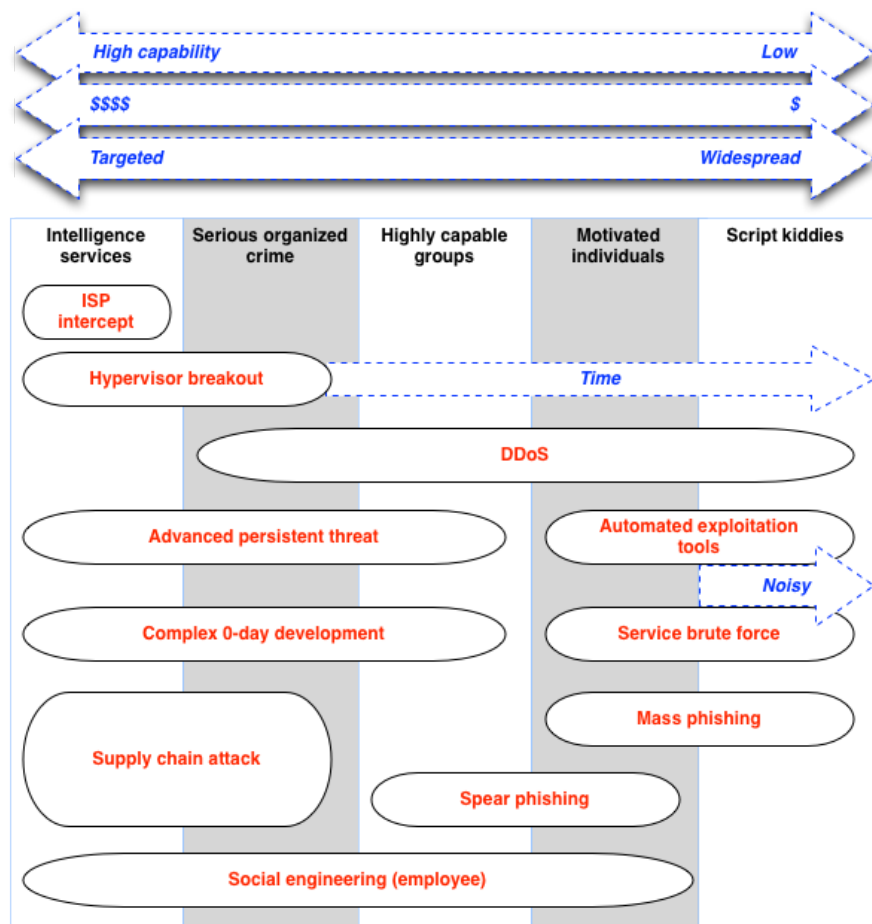 High capability Low
$$$$ $
Targeted Widespread
Intelligence services
Serious organized crime
Highly capable groups
Motivated individuals
Script kiddies
ISP
intercept
Hypervisor breakout
Time
DDoS
Advanced persistent threat
Automated exploitation
tools
Noisy
Complex 0-day development
Service brute force
Mass phishing
Supply chain attack
Spear phishing
Social engineering (employee)